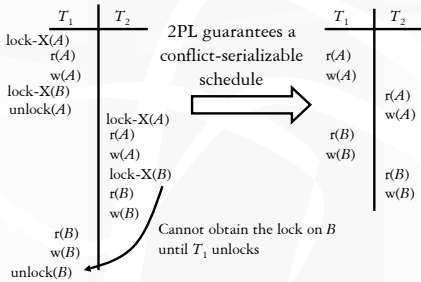 T₁ T₂
lock-X(A)
r(A)
w(A)
lock-X(B)
unlock(A)
lock-X(A)
r(A)
w(A)
lock-X(B)
r(B)
w(B)
r(B)
w(B)
unlock(B)
2PL guarantees a
conflict-serializable
schedule
Cannot obtain the lock on B
until T₁ unlocks
T₁ T₂
r(A)
w(A)
r(A)
w(A)
r(B)
w(B)
r(B)
w(B)